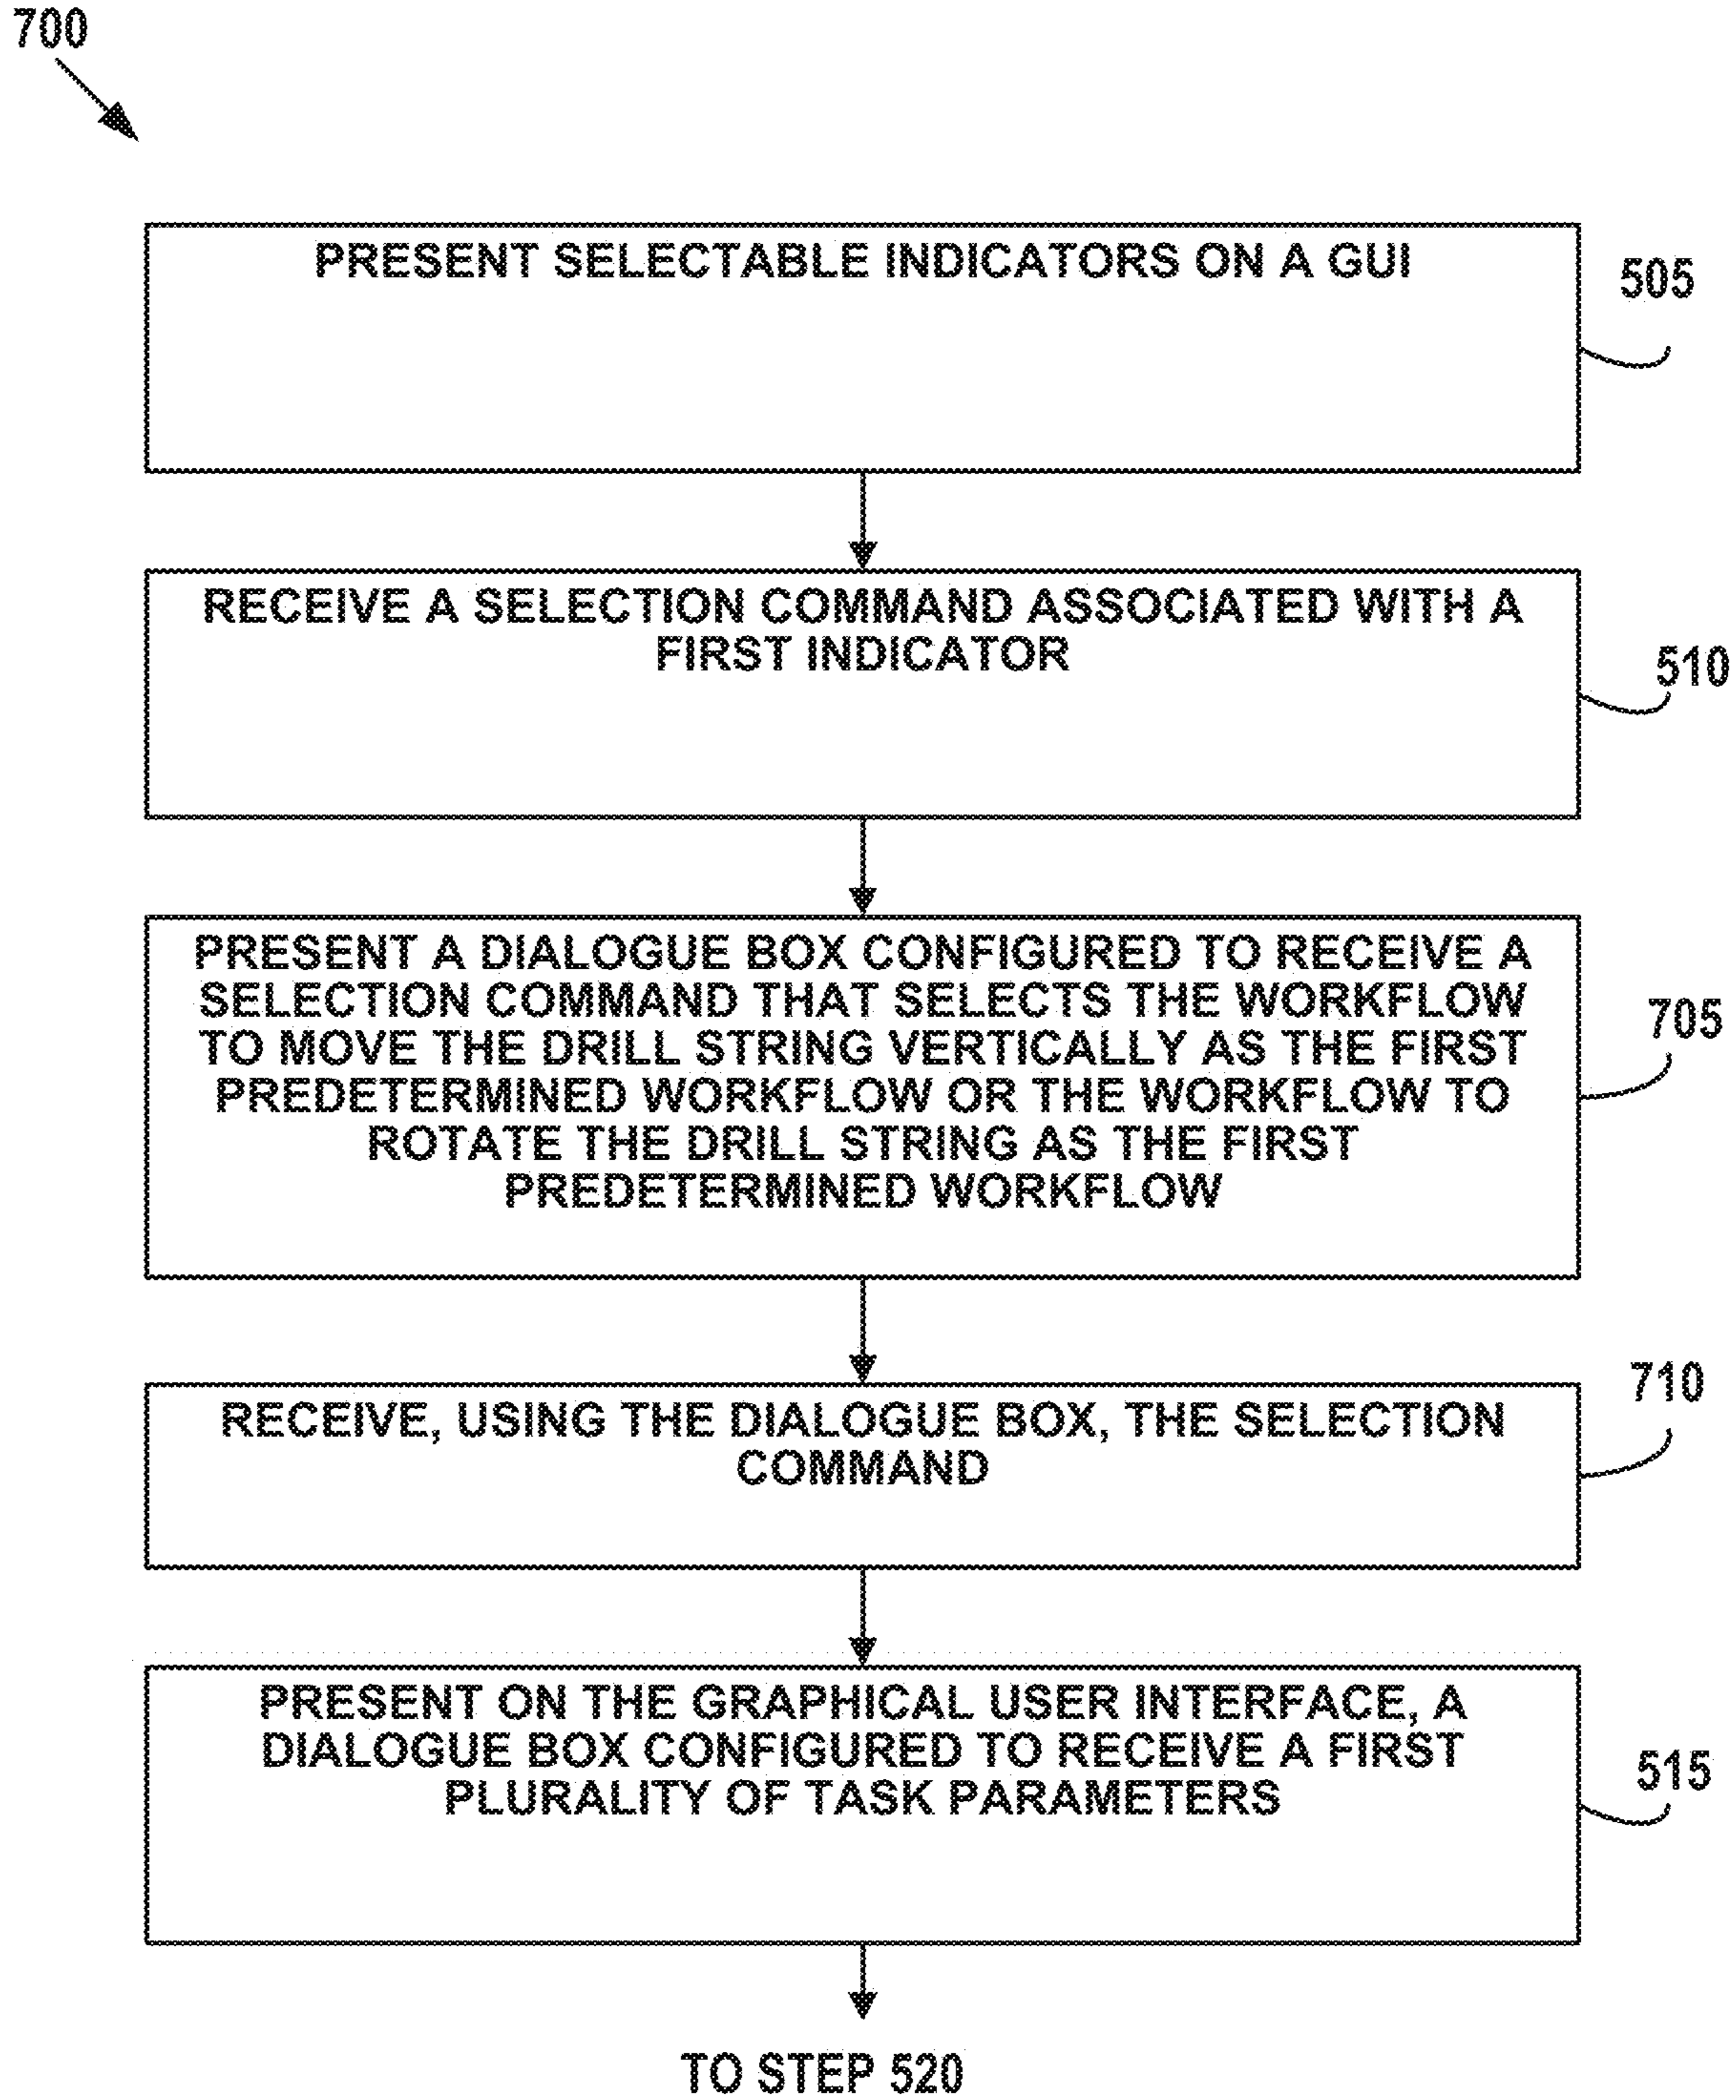 700
PRESENT SELECTABLE INDICATORS ON A GUI
505
RECEIVE A SELECTION COMMAND ASSOCIATED WITH A
FIRST INDICATOR
510
PRESENT A DIALOGUE BOX CONFIGURED TO RECEIVE A
SELECTION COMMAND THAT SELECTS THE WORKFLOW
TO MOVE THE DRILL STRING VERTICALLY AS THE FIRST
PREDETERMINED WORKFLOW OR THE WORKFLOW TO
ROTATE THE DRILL STRING AS THE FIRST
PREDETERMINED WORKFLOW
705
RECEIVE, USING THE DIALOGUE BOX, THE SELECTION
COMMAND
710
PRESENT ON THE GRAPHICAL USER INTERFACE, A
DIALOGUE BOX CONFIGURED TO RECEIVE A FIRST
PLURALITY OF TASK PARAMETERS
515
TO STEP 520